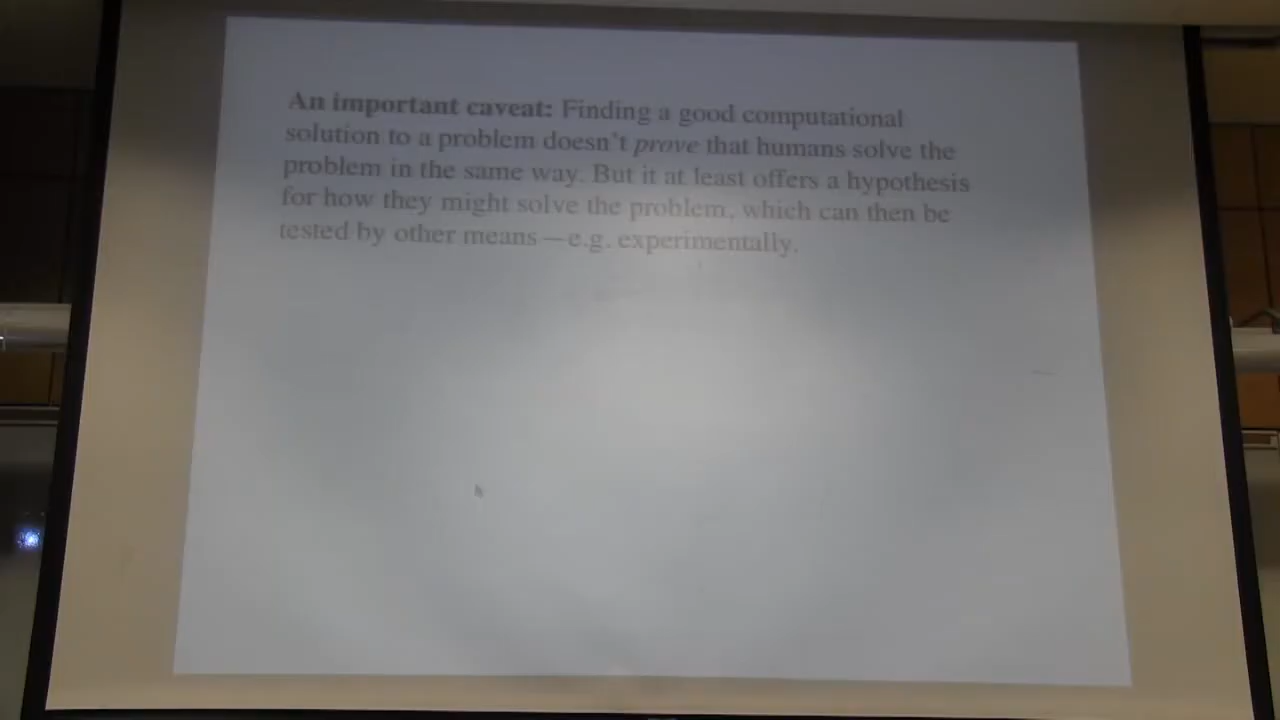 An important caveat: Finding a good computational
solution to a problem doesn't prove that humans solve the
problem in the same way. But it at least offers a hypothesis
for how they might solve the problem, which can then be
tested by other means—e.g. experimentally.